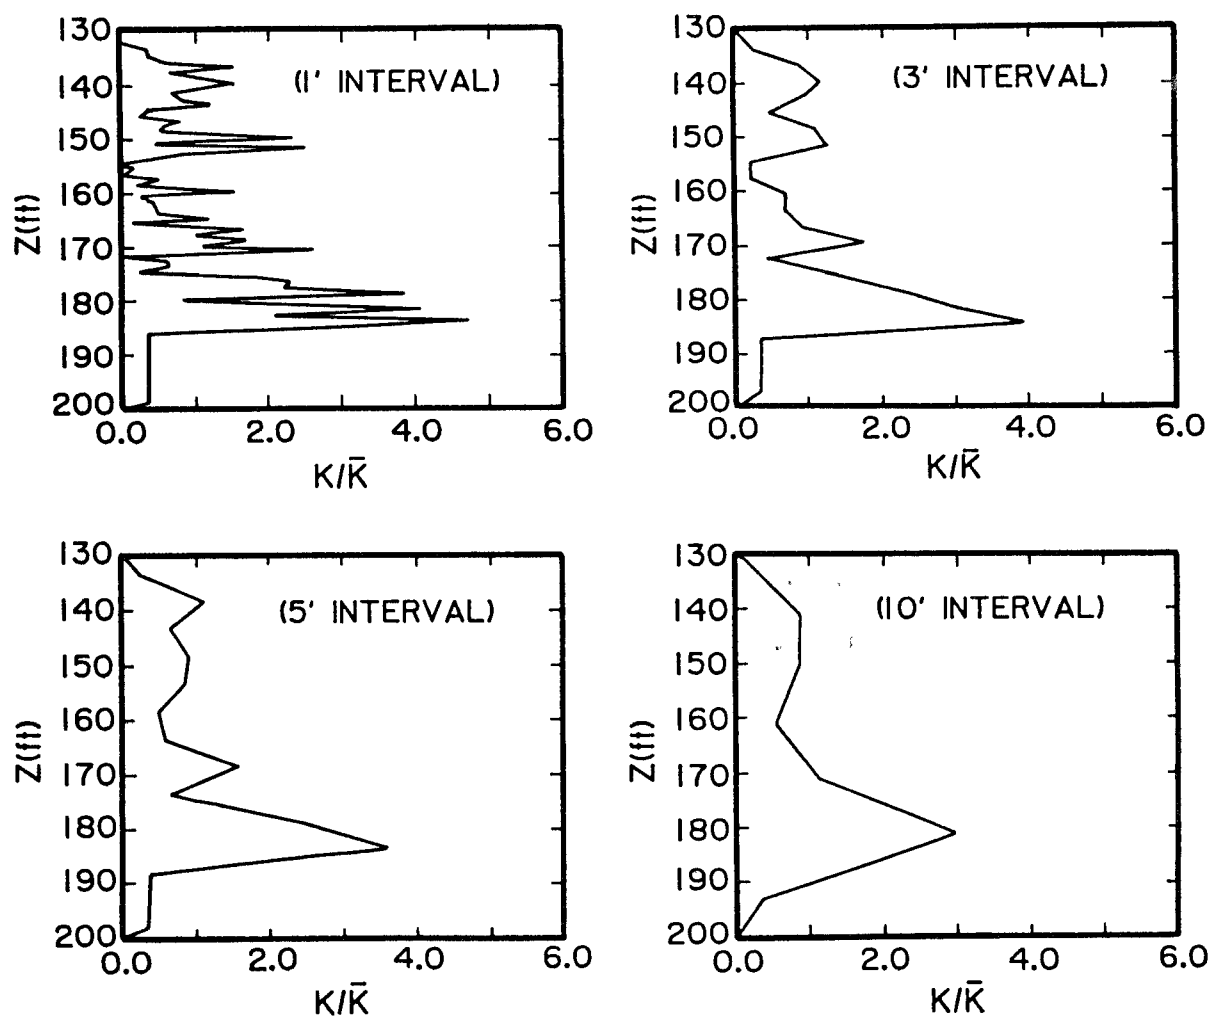 130
140
150
160
170
180
190
200
Z(ft)
(1' INTERVAL)
0.0 2.0 4.0 6.0
K/K̄
130
140
150
160
170
180
190
200
Z(ft)
(3' INTERVAL)
0.0 2.0 4.0 6.0
K/K̄
130
140
150
160
170
180
190
200
Z(ft)
(5' INTERVAL)
0.0 2.0 4.0 6.0
K/K̄
130
140
150
160
170
180
190
200
Z(ft)
(10' INTERVAL)
0.0 2.0 4.0 6.0
K/K̄